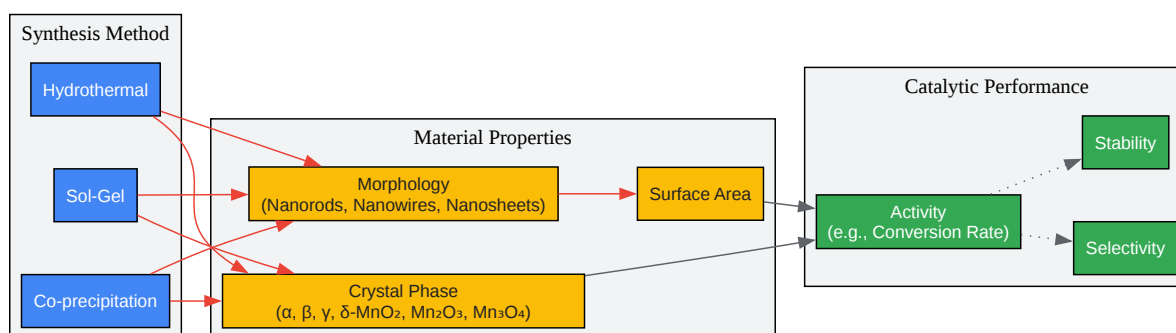 Synthesis Method
Hydrothermal
Sol-Gel
Co-precipitation
Material Properties
Morphology
(Nanorods, Nanowires, Nanosheets)
Surface Area
Crystal Phase
(α, β, γ, δ-MnO₂, Mn₂O₃, Mn₃O₄)
Catalytic Performance
Stability
Activity
(e.g., Conversion Rate)
Selectivity